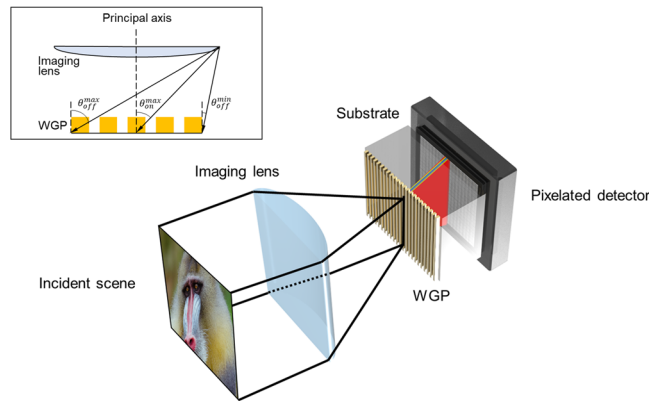 Principal axis
Imaging
lens
θ_off^max
θ_on^max
θ_off^min
WGP
Substrate
Imaging lens
Pixelated detector
Incident scene
WGP